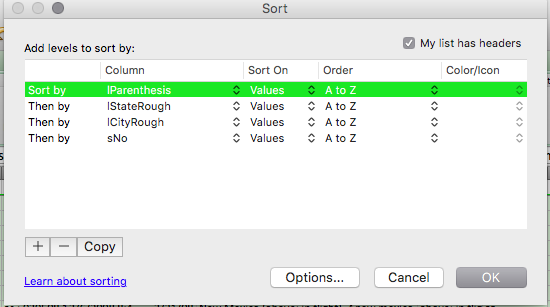 Sort
Add levels to sort by:
My list has headers
Column Sort On Order Color/Icon
Sort by lParenthesis Values A to Z
Then by lStateRough Values A to Z
Then by lCityRough Values A to Z
Then by sNo Values A to Z
+ − Copy
Learn about sorting
Options... Cancel OK